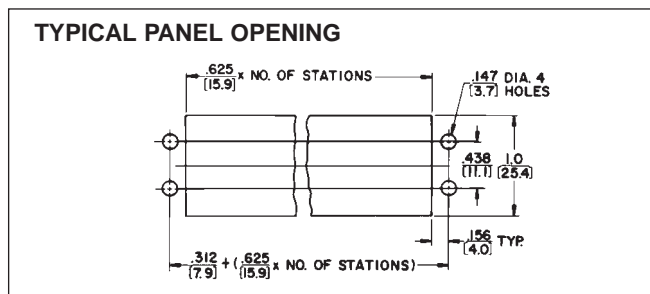 TYPICAL PANEL OPENING
.625
[15.9] x NO. OF STATIONS
.147 DIA. 4
[3.7] HOLES
.438 1.0
[11.1] [25.4]
.156 TYP.
[4.0]
.312 + (.625 x NO. OF STATIONS)
[7.9] [15.9]